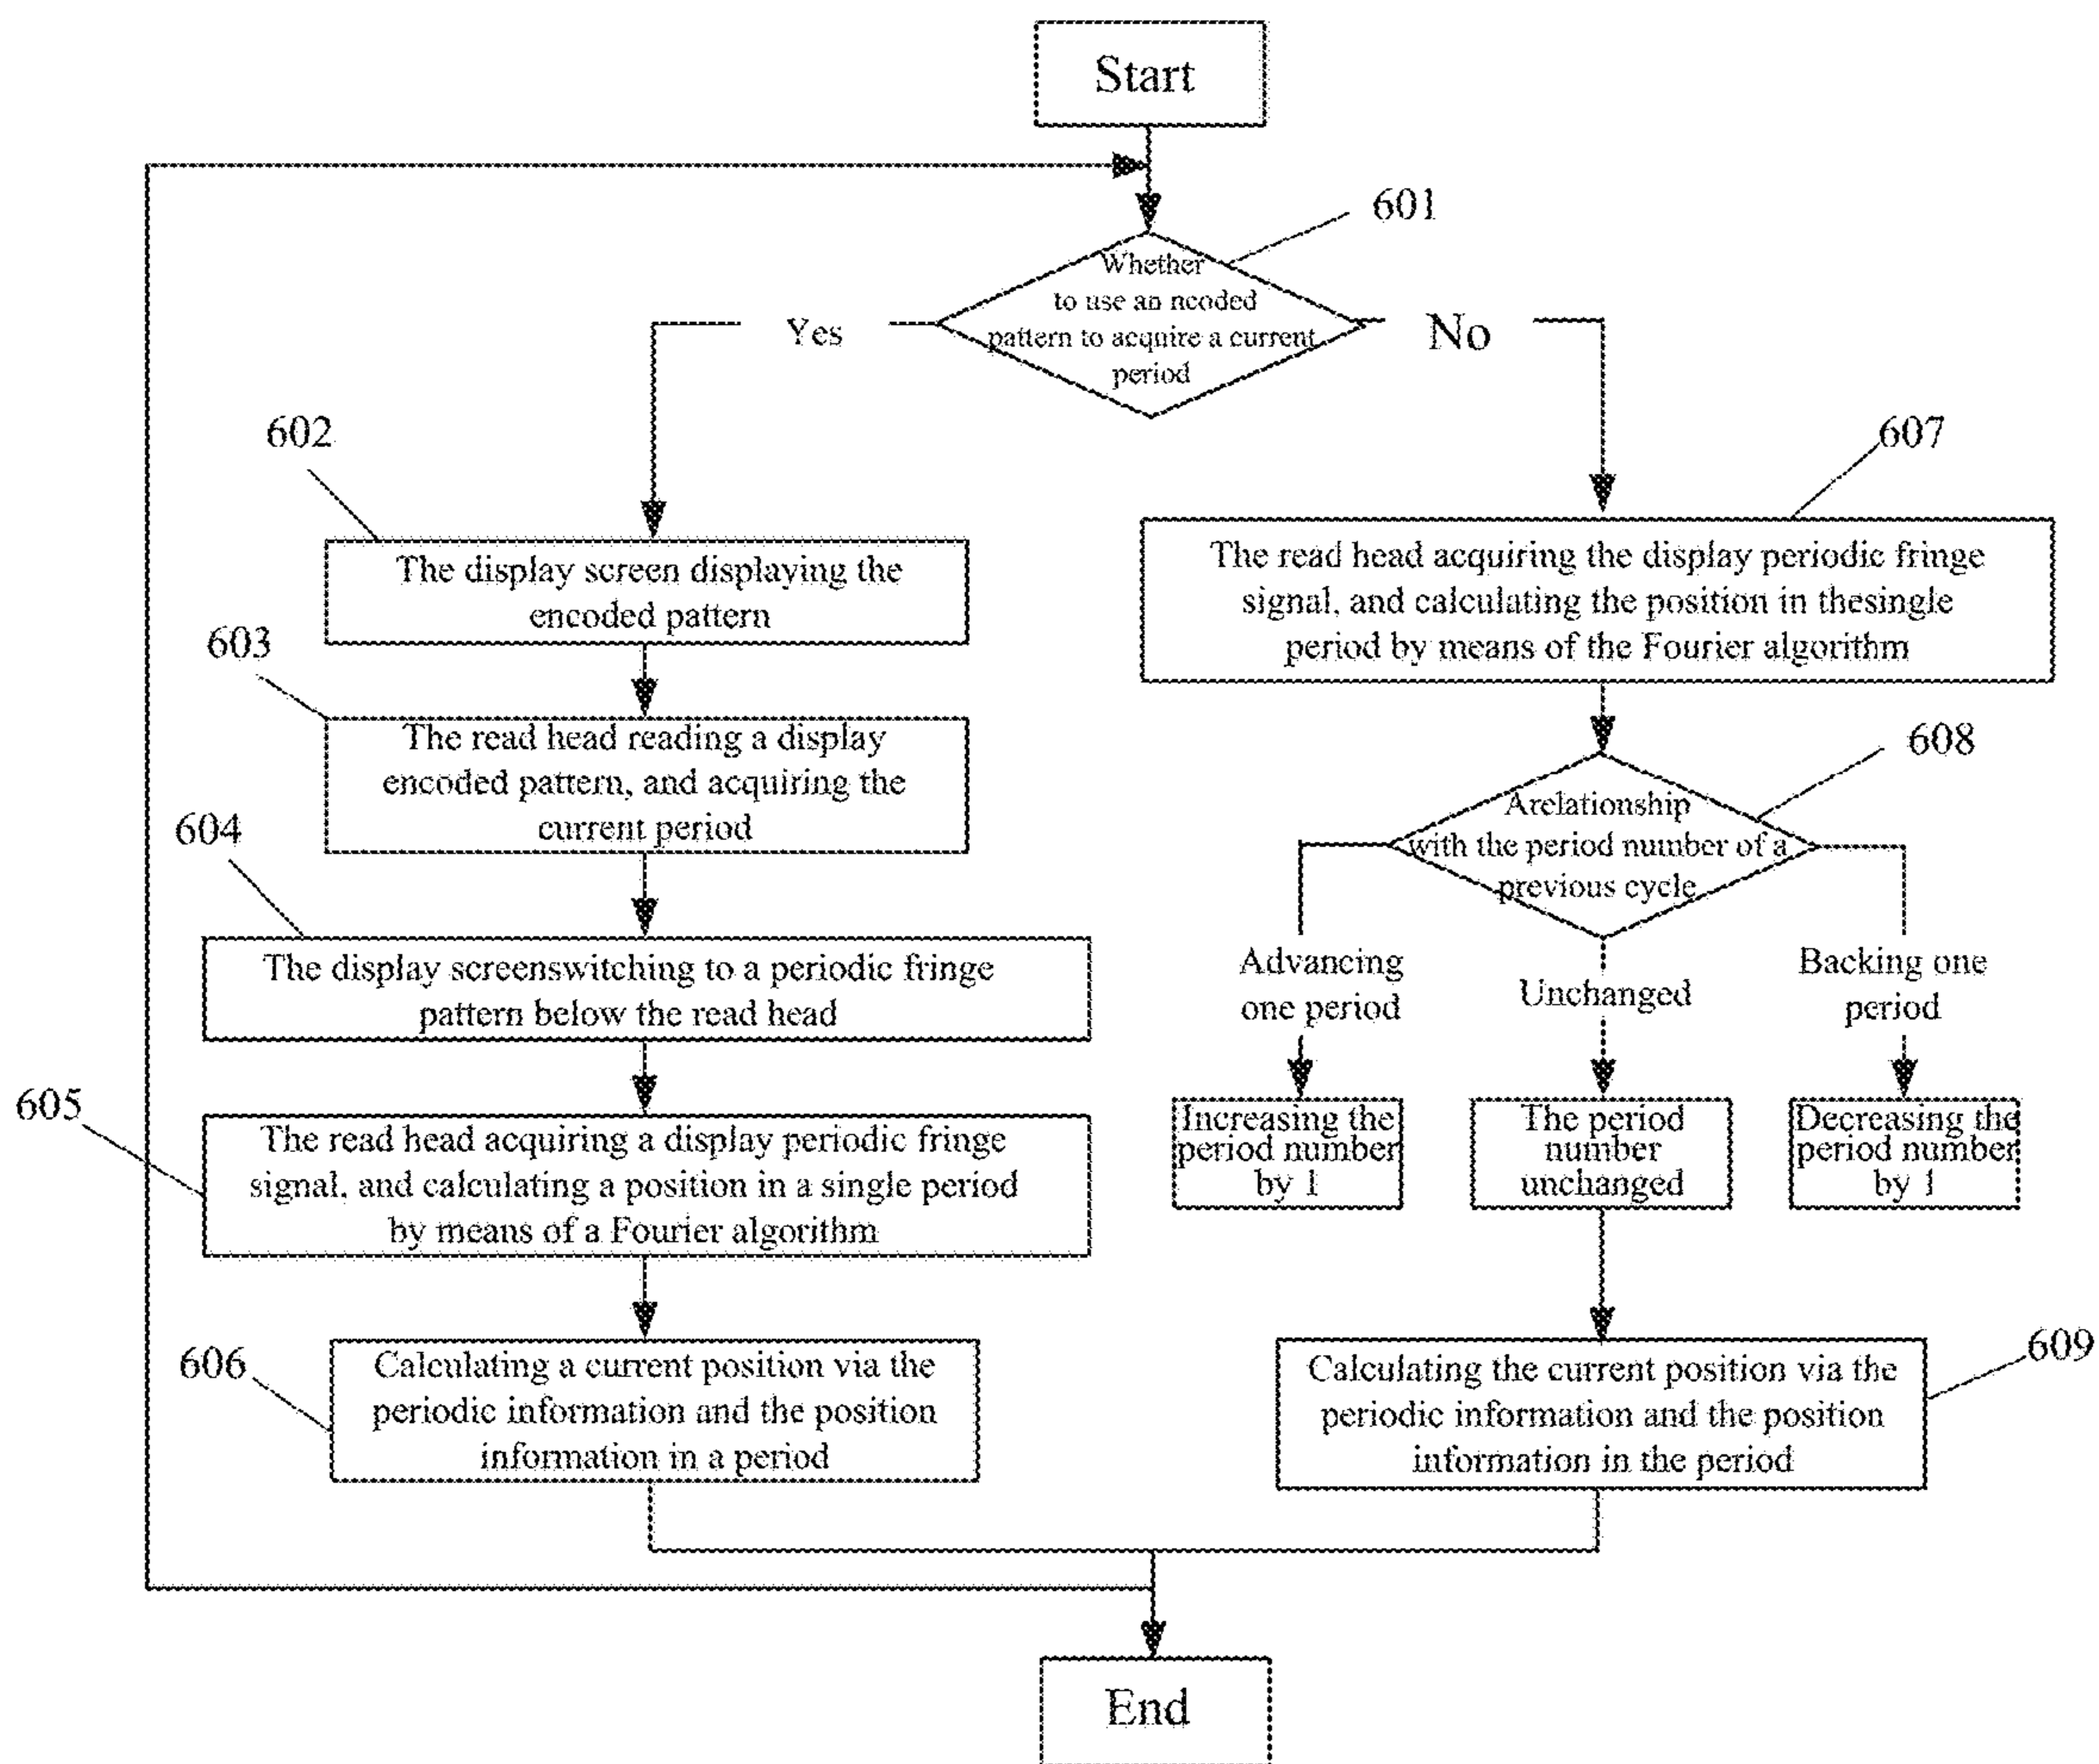 Start
601
Whether
to use an ncoded
pattern to acquire a current
period
Yes
No
602
The display screen displaying the
encoded pattern
603
The read head reading a display
encoded pattern, and acquiring the
current period
604
The display screenswitching to a periodic fringe
pattern below the read head
605
The read head acquiring a display periodic fringe
signal, and calculating a position in a single period
by means of a Fourier algorithm
606
Calculating a current position via the
periodic information and the position
information in a period
607
The read head acquiring the display periodic fringe
signal, and calculating the position in thesingle
period by means of the Fourier algorithm
608
Arelationship
with the period number of a
previous cycle
Advancing
one period
Unchanged
Backing one
period
Increasing the
period number
by 1
The period
number
unchanged
Decreasing the
period number
by 1
609
Calculating the current position via the
periodic information and the position
information in the period
End